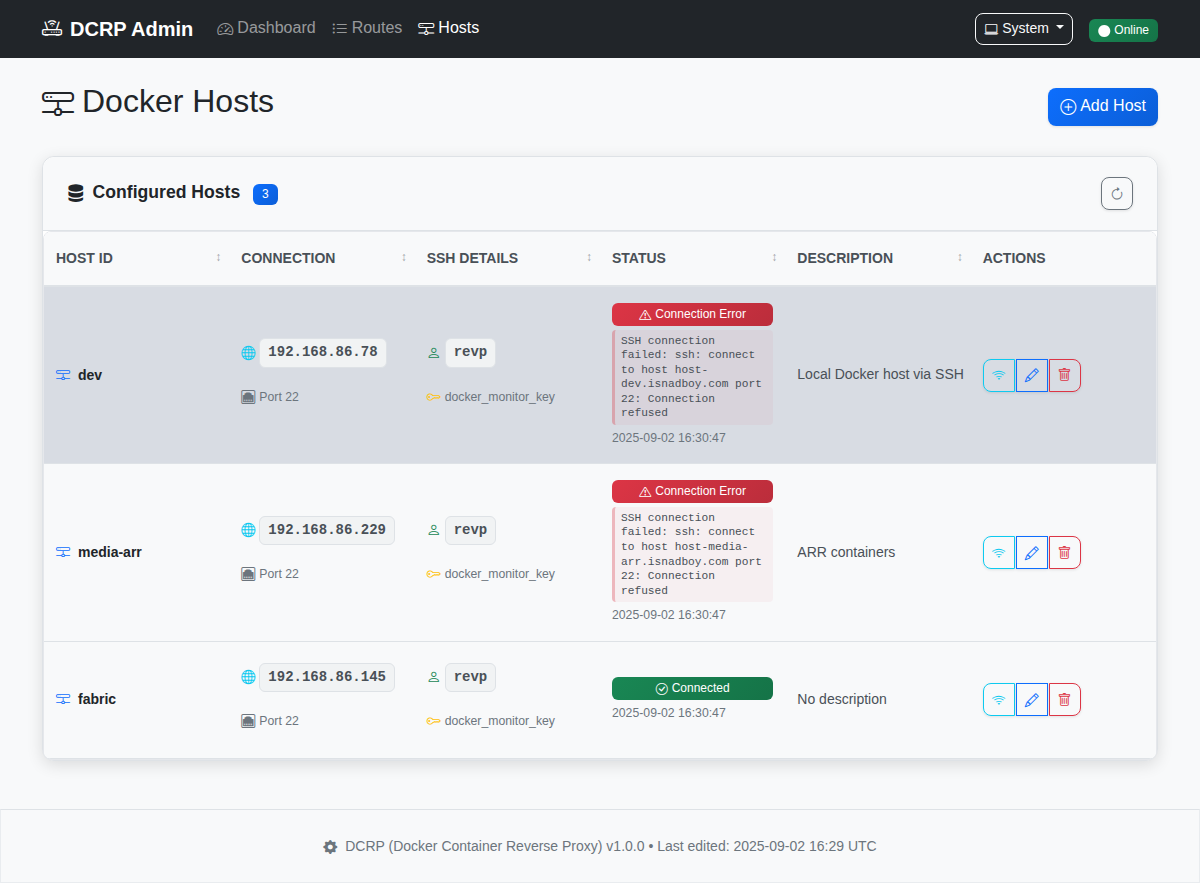 DCRP Admin Dashboard Routes Hosts System Online
Docker Hosts
Add Host
Configured Hosts 3
HOST ID CONNECTION SSH DETAILS STATUS DESCRIPTION ACTIONS
dev
192.168.86.78
Port 22
revp
docker_monitor_key
Connection Error
SSH connection
failed: ssh: connect
to host host-
dev.isnadboy.com port
22: Connection
refused
2025-09-02 16:30:47
Local Docker host via SSH
media-arr
192.168.86.229
Port 22
revp
docker_monitor_key
Connection Error
SSH connection
failed: ssh: connect
to host host-media-
arr.isnadboy.com port
22: Connection
refused
2025-09-02 16:30:47
ARR containers
fabric
192.168.86.145
Port 22
revp
docker_monitor_key
Connected
2025-09-02 16:30:47
No description
DCRP (Docker Container Reverse Proxy) v1.0.0 • Last edited: 2025-09-02 16:29 UTC